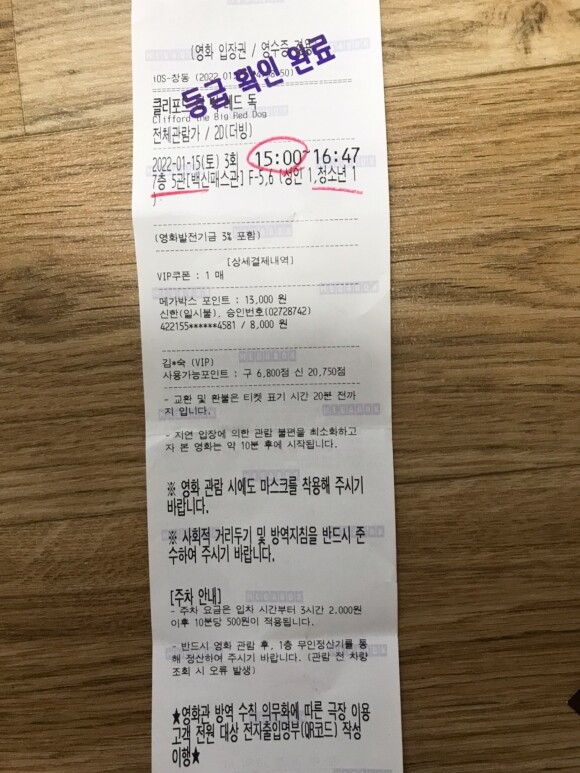 (영화 입장권 / 영수증 겸용)
등급 확인 완료
iOS-창동 (2022 01
클리포드 레드 독
Clifford the Big Red Dog
전체관람가 / 2D(더빙)
2022-01-15(토) 3회 15:00~16:47
7층 5관[백신패스관] F-5,6 (성인 1,청소년 1
)
(영화발전기금 3% 포함)
[상세결제내역]
VIP쿠폰 : 1 매
메가박스 포인트 : 13,000 원
신한(일시불), 승인번호(02728742)
422155******4581 / 8,000 원
김*숙 (VIP)
사용가능포인트 : 구 6,800점 신 20,750점
- 교환 및 환불은 티켓 표기 시간 20분 전까
지 입니다.
- 지연 입장에 의한 관람 불편을 최소화하고
자 본 영화는 약 10분 후에 시작됩니다.
※ 영화 관람 시에도 마스크를 착용해 주시기
바랍니다.
※ 사회적 거리두기 및 방역지침을 반드시 준
수하여 주시기 바랍니다.
[주차 안내]
- 주차 요금은 입차 시간부터 3시간 2,000원
이후 10분당 500원이 적용됩니다.
- 반드시 영화 관람 후, 1층 무인정산기를 통
해 정산하여 주시기 바랍니다. (관람 전 차량
조회 시 오류 발생)
★영화관 방역 수칙 의무화에 따른 극장 이용
고객 전원 대상 전자출입명부(QR코드) 작성
이행★